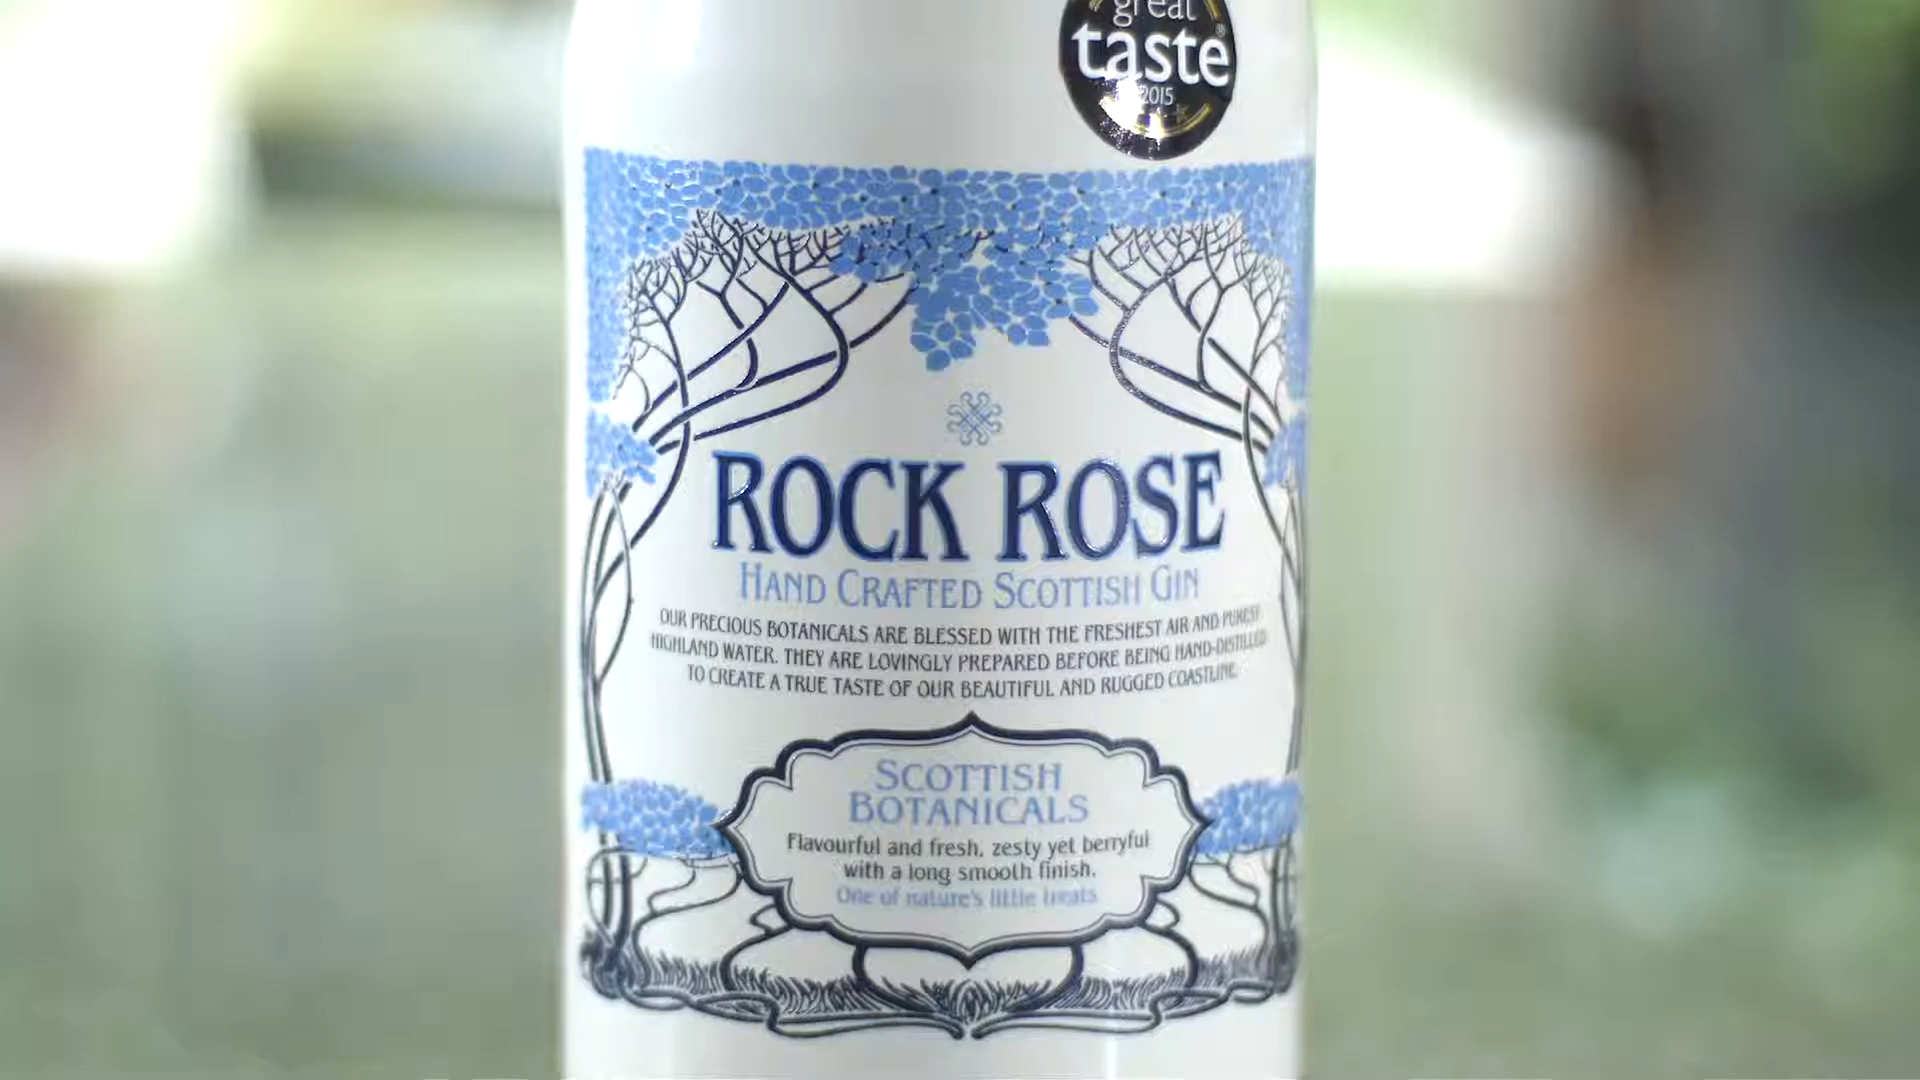 great
taste
2015
ROCK ROSE
HAND CRAFTED SCOTTISH GIN
OUR PRECIOUS BOTANICALS ARE BLESSED WITH THE FRESHEST AIR AND PUREST
HIGHLAND WATER. THEY ARE LOVINGLY PREPARED BEFORE BEING HAND-DISTILLED
TO CREATE A TRUE TASTE OF OUR BEAUTIFUL AND RUGGED COASTLINE.
SCOTTISH
BOTANICALS
Flavourful and fresh, zesty yet berryful
with a long smooth finish.
One of nature's little treats